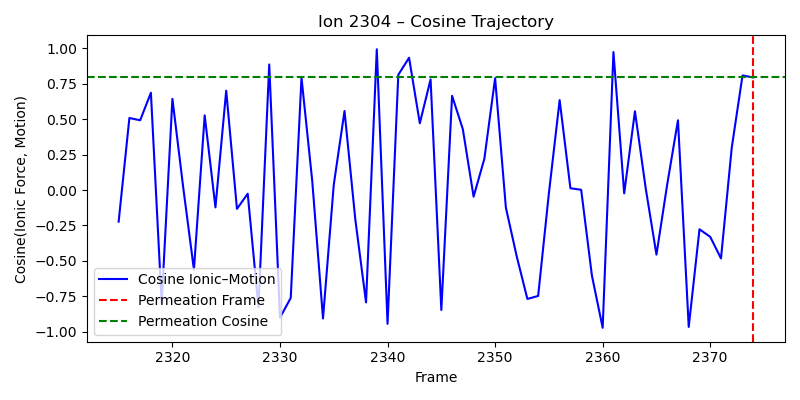 Ion 2304 – Cosine Trajectory
Cosine(Ionic Force, Motion)
1.00
0.75
0.50
0.25
0.00
−0.25
−0.50
−0.75
−1.00
Cosine Ionic–Motion
Permeation Frame
Permeation Cosine
2320
2330
2340
2350
2360
2370
Frame